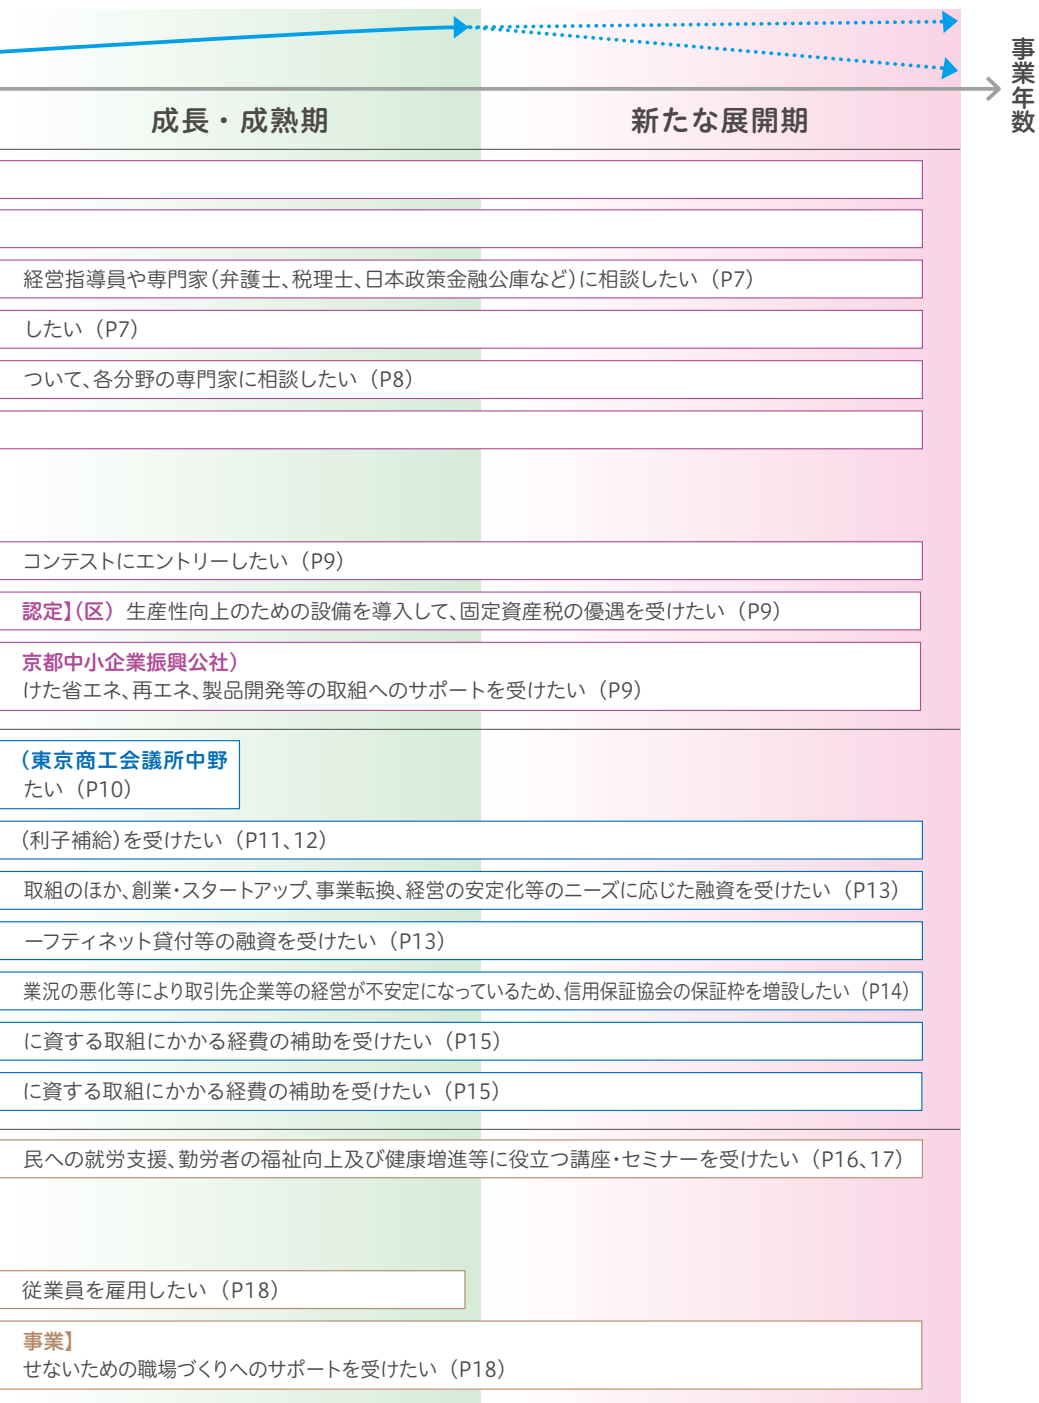 事業年数
成長・成熟期
新たな展開期
経営指導員や専門家(弁護士、税理士、日本政策金融公庫など)に相談したい（P7）
したい（P7）
ついて、各分野の専門家に相談したい（P8）
コンテストにエントリーしたい（P9）
認定】（区） 生産性向上のための設備を導入して、固定資産税の優遇を受けたい（P9）
京都中小企業振興公社）
けた省エネ、再エネ、製品開発等の取組へのサポートを受けたい（P9）
（東京商工会議所中野
たい（P10）
(利子補給)を受けたい（P11、12）
取組のほか、創業・スタートアップ、事業転換、経営の安定化等のニーズに応じた融資を受けたい（P13）
ーフティネット貸付等の融資を受けたい（P13）
業況の悪化等により取引先企業等の経営が不安定になっているため、信用保証協会の保証枠を増設したい（P14）
に資する取組にかかる経費の補助を受けたい（P15）
に資する取組にかかる経費の補助を受けたい（P15）
民への就労支援、勤労者の福祉向上及び健康増進等に役立つ講座・セミナーを受けたい（P16、17）
従業員を雇用したい（P18）
事業】
せないための職場づくりへのサポートを受けたい（P18）